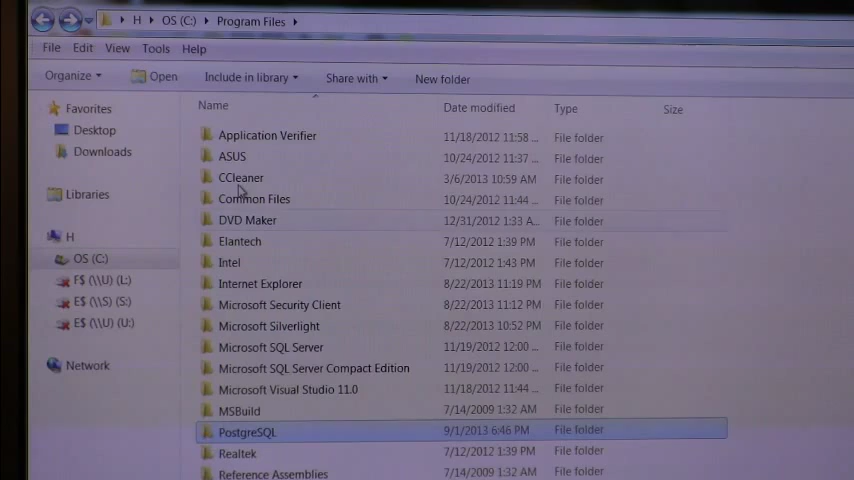 H OS (C:) Program Files
File Edit View Tools Help
Organize Open Include in library Share with New folder
Name Date modified Type Size
Favorites
Desktop
Downloads
Libraries
H
OS (C:)
F$ (\\U) (L:)
E$ (\\S) (S:)
E$ (\\U) (U:)
Network
Application Verifier 11/18/2012 11:58 ... File folder
ASUS 10/24/2012 11:37 ... File folder
CCleaner 3/6/2013 10:59 AM File folder
Common Files 10/24/2012 11:44 ... File folder
DVD Maker 12/31/2012 1:33 A... File folder
Elantech 7/12/2012 1:39 PM File folder
Intel 7/12/2012 1:43 PM File folder
Internet Explorer 8/22/2013 11:19 PM File folder
Microsoft Security Client 8/22/2013 11:12 PM File folder
Microsoft Silverlight 8/22/2013 10:52 PM File folder
Microsoft SQL Server 11/19/2012 12:00 ... File folder
Microsoft SQL Server Compact Edition 11/19/2012 12:00 ... File folder
Microsoft Visual Studio 11.0 11/18/2012 11:44 ... File folder
MSBuild 7/14/2009 1:32 AM File folder
PostgreSQL 9/1/2013 6:46 PM File folder
Realtek 7/12/2012 1:39 PM File folder
Reference Assemblies 7/14/2009 1:32 AM File folder